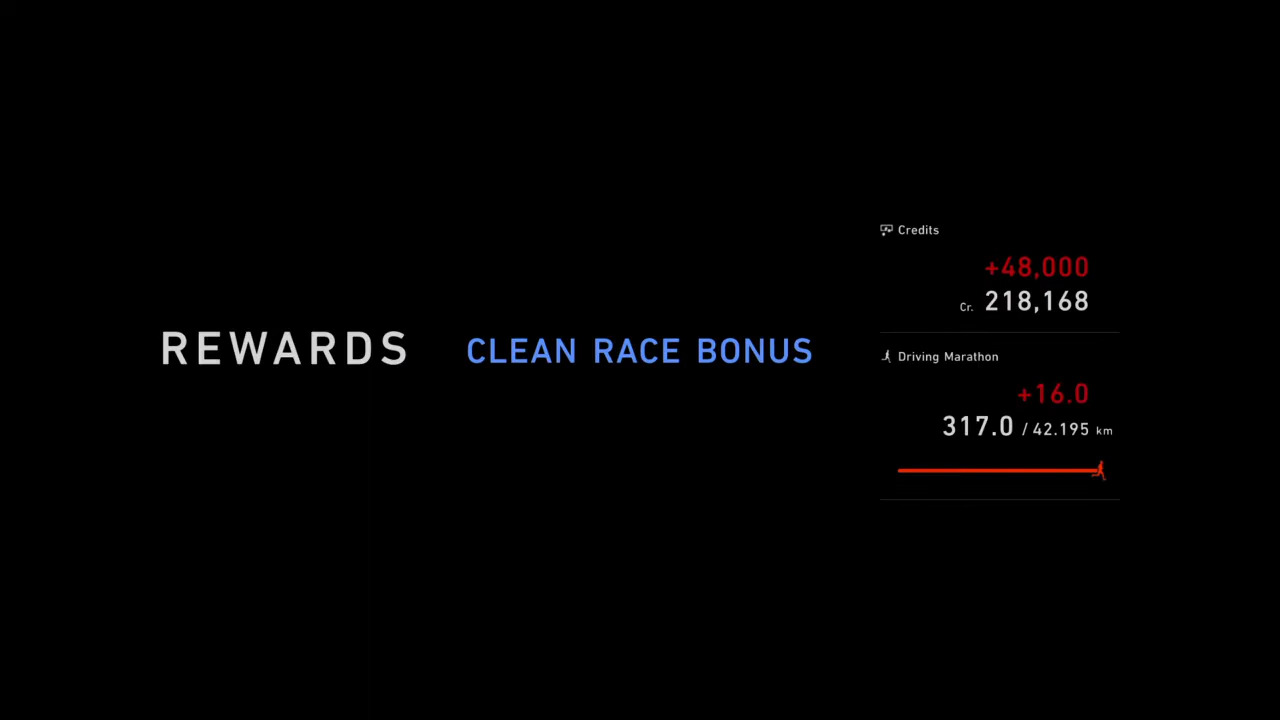 REWARDS
CLEAN RACE BONUS
Credits
+48,000
Cr. 218,168
Driving Marathon
+16.0
317.0 / 42.195 km